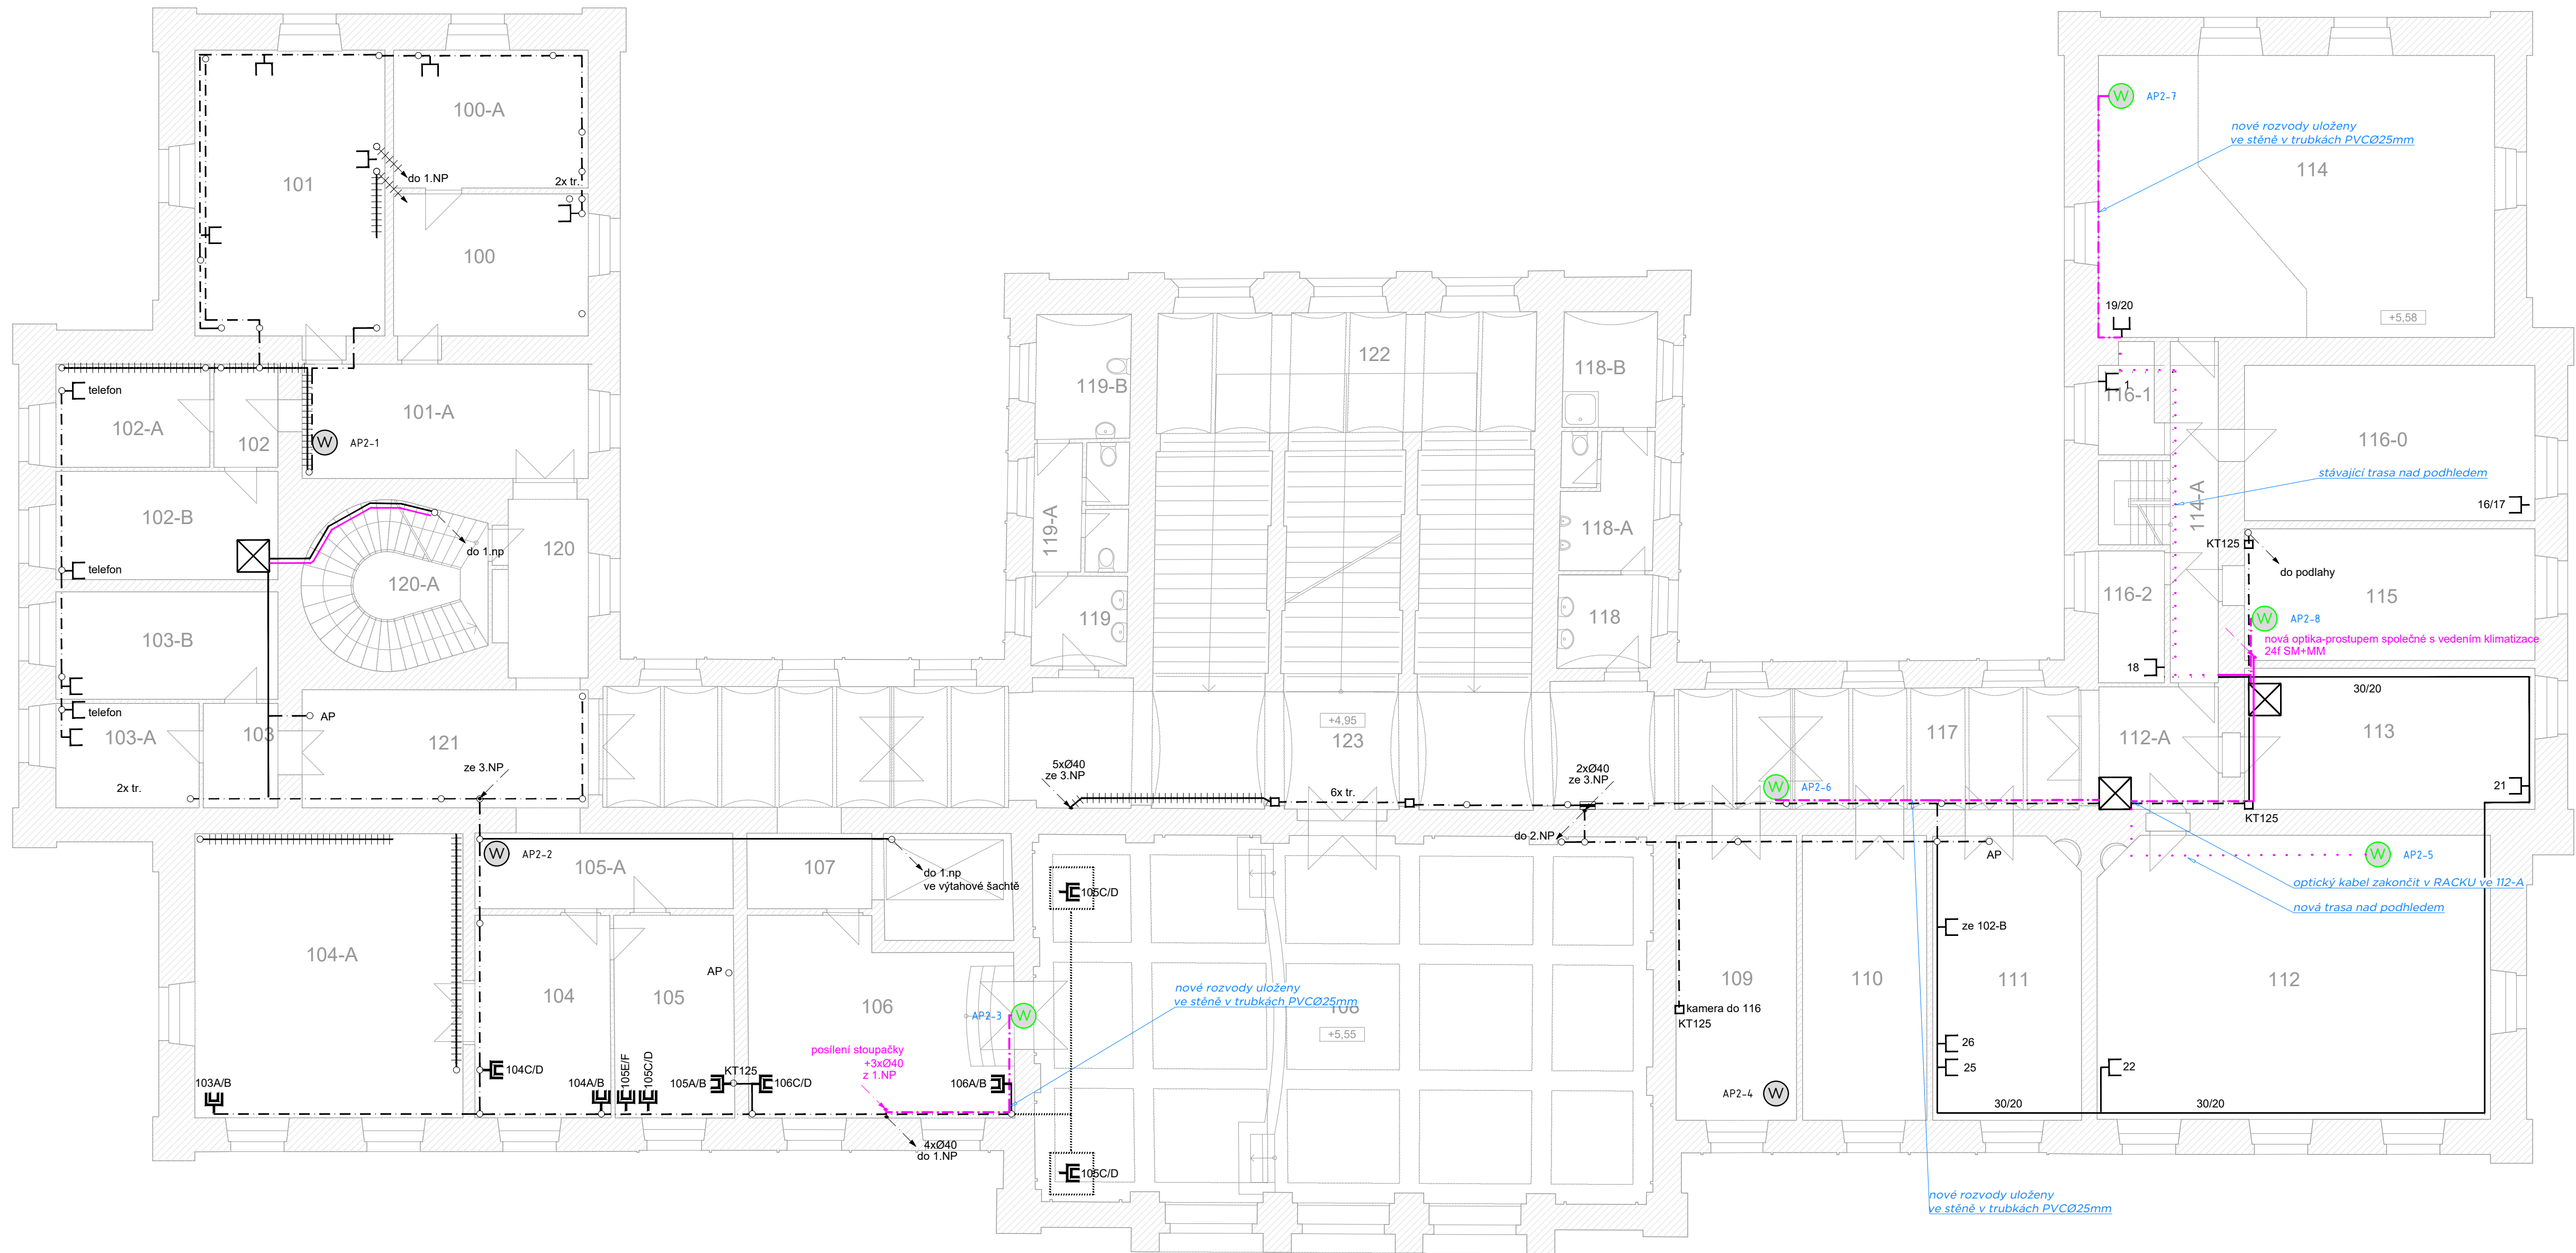 AP2-7
nové rozvody uloženy
ve stěně v trubkách PVCØ25mm
100-A
101
do 1.NP
2x tr.
114
100
19/20
+5,58
122
118-B
119-B
telefon
102-A
102
101-A
AP2-1
1
116-1
116-0
stávající trasa nad podhledem
16/17
102-B
119-A
118-A
114-A
do 1.np
120
telefon
120-A
KT125
do podlahy
116-2
115
119
118
AP2-8
103-B
nová optika-prostupem společné s vedením klimatizace
24f SM+MM
18
30/20
telefon
AP
103-A
103
121
+4,95
123
117
112-A
113
ze 3.NP
5xØ40
ze 3.NP
2xØ40
ze 3.NP
2x tr.
6x tr.
AP2-6
21
KT125
do 2.NP
AP2-2
AP
AP2-5
105-A
107
do 1.np
ve výtahové šachtě
105C/D
optický kabel zakončit v RACKU ve 112-A
nová trasa nad podhledem
ze 102-B
104-A
AP
104
105
106
nové rozvody uloženy
ve stěně v trubkách PVCØ25mm
108
109
110
111
112
AP2-3
kamera do 116
KT125
+5,55
posílení stoupačky
+3xØ40
z 1.NP
26
25
22
104C/D
103A/B
104A/B
105E/F
105C/D
105A/B
KT125
106C/D
106A/B
AP2-4
30/20
30/20
4xØ40
do 1.NP
105C/D
nové rozvody uloženy
ve stěně v trubkách PVCØ25mm